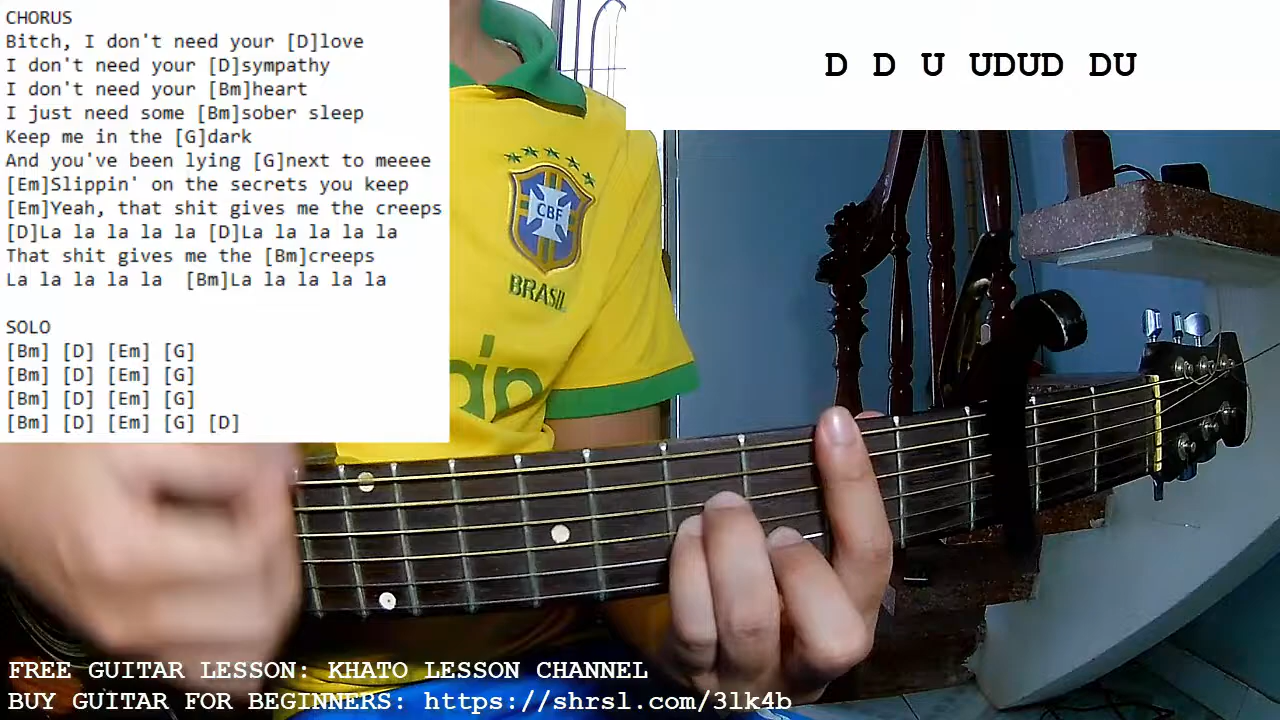 CHORUS
Bitch, I don't need your [D]love
I don't need your [D]sympathy
I don't need your [Bm]heart
I just need some [Bm]sober sleep
Keep me in the [G]dark
And you've been lying [G]next to meeee
[Em]Slippin' on the secrets you keep
[Em]Yeah, that shit gives me the creeps
[D]La la la la la [D]La la la la la
That shit gives me the [Bm]creeps
La la la la la  [Bm]La la la la la
SOLO
[Bm] [D] [Em] [G]
[Bm] [D] [Em] [G]
[Bm] [D] [Em] [G]
[Bm] [D] [Em] [G] [D]
D D U UDUD DU
CBF
BRASIL
FREE GUITAR LESSON: KHATO LESSON CHANNEL
BUY GUITAR FOR BEGINNERS: https://shrsl.com/3lk4b